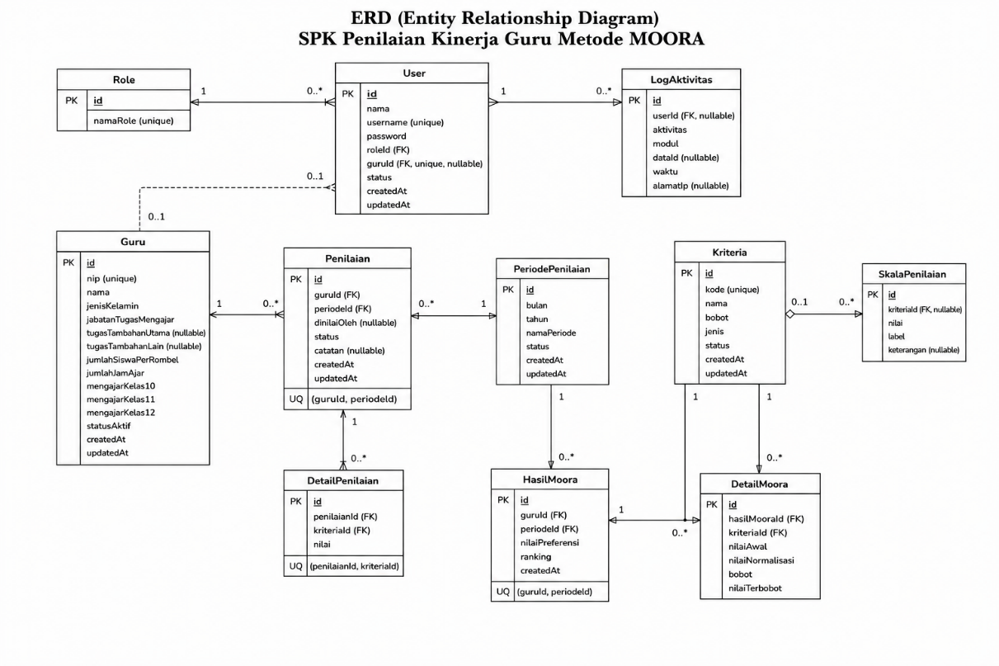 ERD (Entity Relationship Diagram)
SPK Penilaian Kinerja Guru Metode MOORA
Role
PK id
namaRole (unique)
1
0..*
User
PK id
nama
username (unique)
password
roleId (FK)
guruId (FK, unique, nullable)
status
createdAt
updatedAt
1
0..*
LogAktivitas
PK id
userId (FK, nullable)
aktivitas
modul
dataId (nullable)
waktu
alamatIp (nullable)
0..1
0..1
Guru
PK id
nip (unique)
nama
jenisKelamin
jabatanTugasMengajar
tugasTambahanUtama (nullable)
tugasTambahanLain (nullable)
jumlahSiswaPerRombel
jumlahJamAjar
mengajarKelas10
mengajarKelas11
mengajarKelas12
statusAktif
createdAt
updatedAt
1
0..*
Penilaian
PK id
guruId (FK)
periodeId (FK)
dinilaiOleh (nullable)
status
catatan (nullable)
createdAt
updatedAt
UQ (guruId, periodeId)
0..*
1
PeriodePenilaian
PK id
bulan
tahun
namaPeriode
status
createdAt
updatedAt
Kriteria
PK id
kode (unique)
nama
bobot
jenis
status
createdAt
updatedAt
0..1
0..*
SkalaPenilaian
PK id
kriteriaId (FK, nullable)
nilai
label
keterangan (nullable)
1
0..*
1
0..*
1
1
0..*
DetailPenilaian
PK id
penilaianId (FK)
kriteriaId (FK)
nilai
UQ (penilaianId, kriteriaId)
HasilMoora
PK id
guruId (FK)
periodeId (FK)
nilaiPreferensi
ranking
createdAt
UQ (guruId, periodeId)
1
0..*
DetailMoora
PK id
hasilMooraId (FK)
kriteriaId (FK)
nilaiAwal
nilaiNormalisasi
bobot
nilaiTerbobot